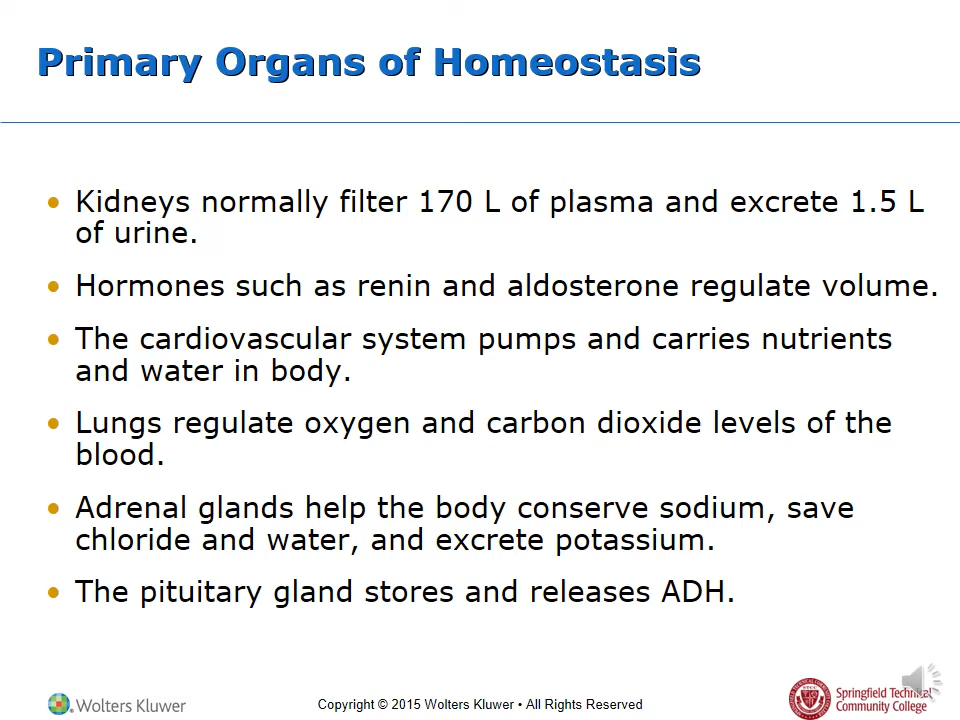 Primary Organs of Homeostasis
• Kidneys normally filter 170 L of plasma and excrete 1.5 L
of urine.
• Hormones such as renin and aldosterone regulate volume.
• The cardiovascular system pumps and carries nutrients
and water in body.
• Lungs regulate oxygen and carbon dioxide levels of the
blood.
• Adrenal glands help the body conserve sodium, save
chloride and water, and excrete potassium.
• The pituitary gland stores and releases ADH.
Wolters Kluwer
Copyright © 2015 Wolters Kluwer • All Rights Reserved
Springfield Technical
Community College